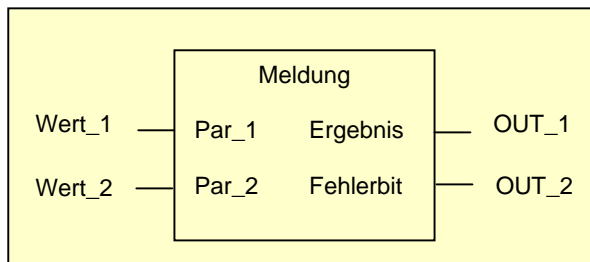 Meldung
Wert_1 Par_1 Ergebnis OUT_1
Wert_2 Par_2 Fehlerbit OUT_2